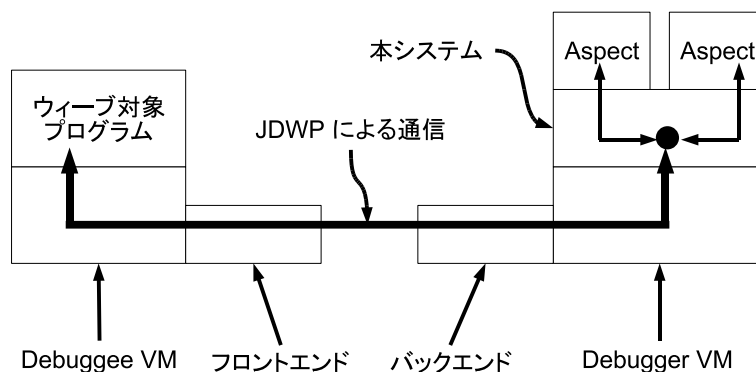 本システム
Aspect
Aspect
ウィーブ対象
プログラム
JDWP による通信
Debuggee VM
フロントエンド
バックエンド
Debugger VM